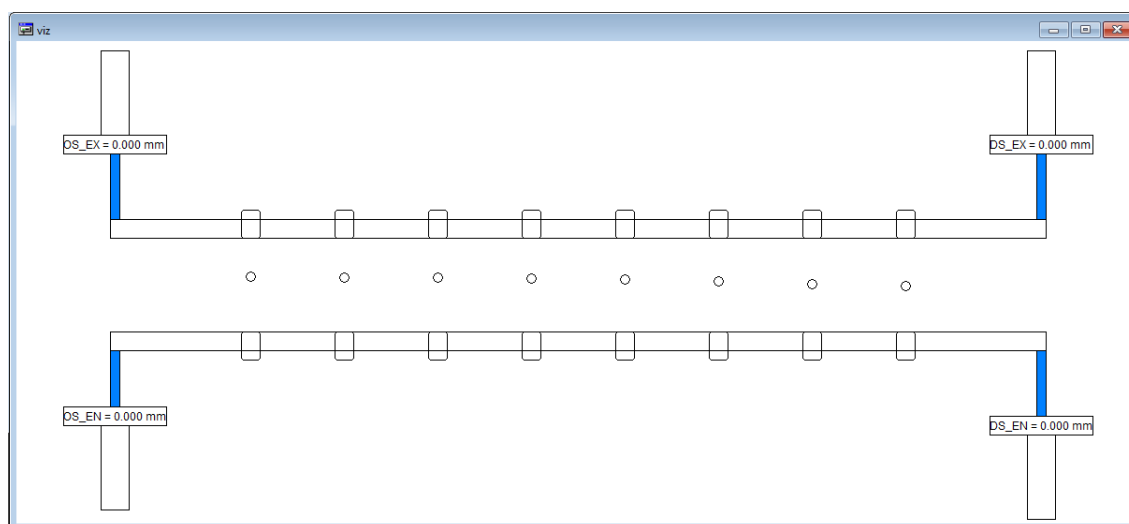 viz
OS_EX = 0.000 mm
DS_EX = 0.000 mm
OS_EN = 0.000 mm
DS_EN = 0.000 mm